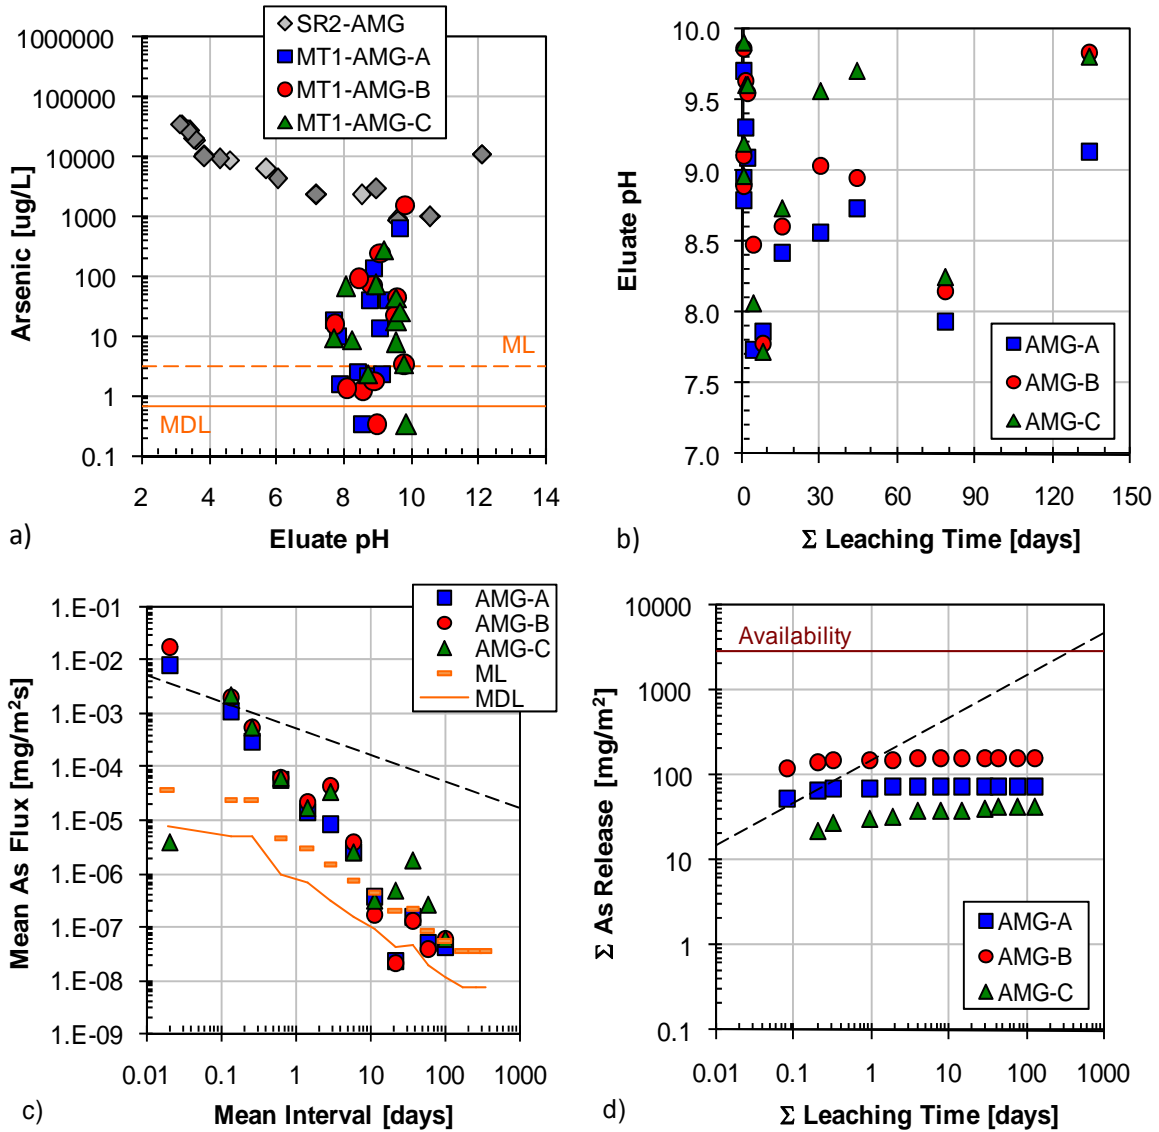 SR2-AMG
MT1-AMG-A
MT1-AMG-B
MT1-AMG-C
1000000
100000
10000
1000
100
10
1
0.1
Arsenic [ug/L]
ML
MDL
2 4 6 8 10 12 14
Eluate pH
a)
10.0
9.5
9.0
8.5
8.0
7.5
7.0
Eluate pH
AMG-A
AMG-B
AMG-C
0 30 60 90 120 150
Σ Leaching Time [days]
b)
AMG-A
AMG-B
AMG-C
ML
MDL
1.E-01
1.E-02
1.E-03
1.E-04
1.E-05
1.E-06
1.E-07
1.E-08
1.E-09
Mean As Flux [mg/m²s]
0.01 0.1 1 10 100 1000
Mean Interval [days]
c)
10000
1000
100
10
1
0.1
Σ As Release [mg/m²]
Availability
AMG-A
AMG-B
AMG-C
0.01 0.1 1 10 100 1000
Σ Leaching Time [days]
d)